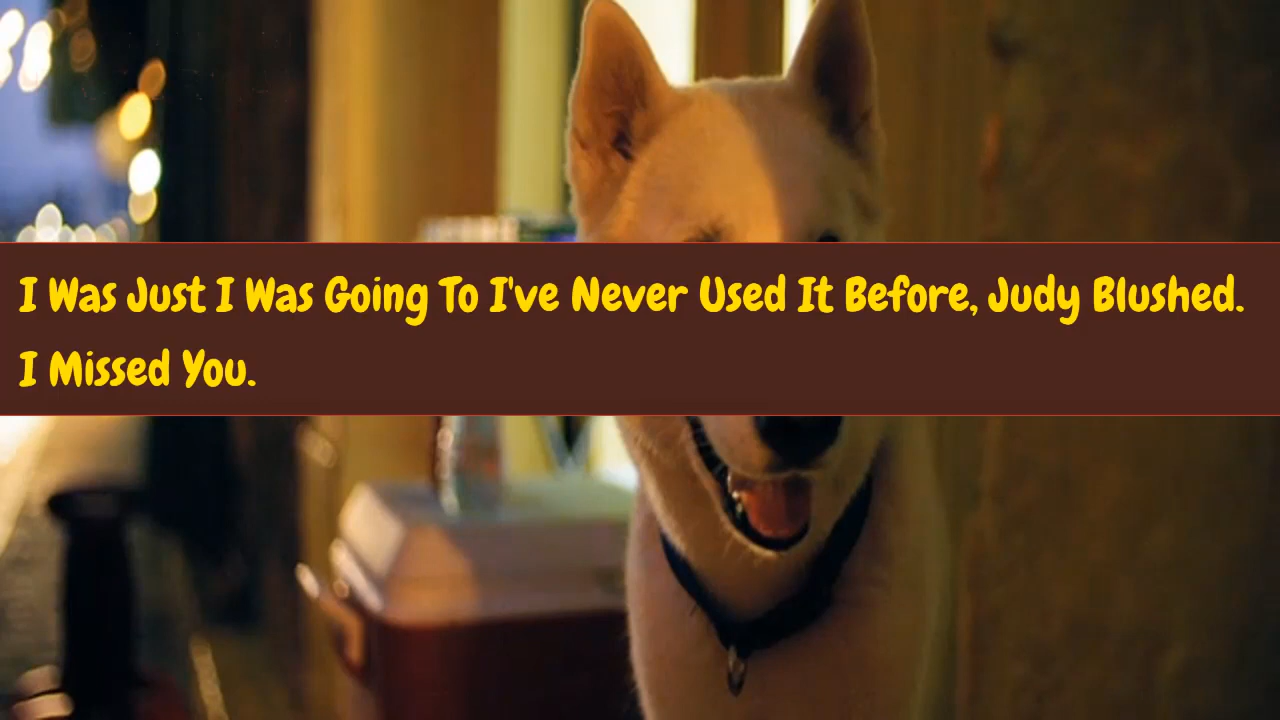 I Was Just I Was Going To I've Never Used It Before, Judy Blushed.
I Missed You.